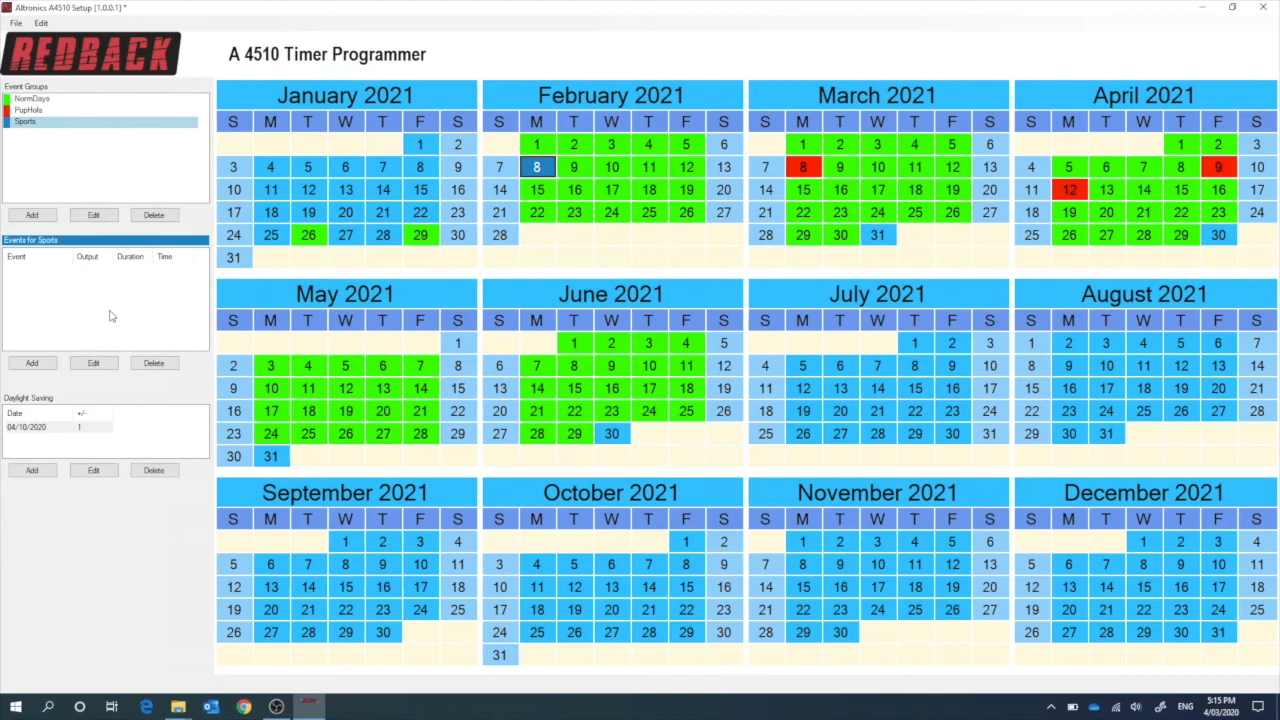 Altronics A4510 Setup [1.0.0.1] *
File Edit
REDBACK
A 4510 Timer Programmer
Event Groups
NormDays
PupHols
Sports
Add Edit Delete
Events for Sports
Event Output Duration Time
Add Edit Delete
Daylight Saving
Date +/-
04/10/2020 1
Add Edit Delete
January 2021
S M T W T F S
1 2
3 4 5 6 7 8 9
10 11 12 13 14 15 16
17 18 19 20 21 22 23
24 25 26 27 28 29 30
31
February 2021
S M T W T F S
1 2 3 4 5 6
7 8 9 10 11 12 13
14 15 16 17 18 19 20
21 22 23 24 25 26 27
28
March 2021
S M T W T F S
1 2 3 4 5 6
7 8 9 10 11 12 13
14 15 16 17 18 19 20
21 22 23 24 25 26 27
28 29 30 31
April 2021
S M T W T F S
1 2 3
4 5 6 7 8 9 10
11 12 13 14 15 16 17
18 19 20 21 22 23 24
25 26 27 28 29 30
May 2021
S M T W T F S
1
2 3 4 5 6 7 8
9 10 11 12 13 14 15
16 17 18 19 20 21 22
23 24 25 26 27 28 29
30 31
June 2021
S M T W T F S
1 2 3 4 5
6 7 8 9 10 11 12
13 14 15 16 17 18 19
20 21 22 23 24 25 26
27 28 29 30
July 2021
S M T W T F S
1 2 3
4 5 6 7 8 9 10
11 12 13 14 15 16 17
18 19 20 21 22 23 24
25 26 27 28 29 30 31
August 2021
S M T W T F S
1 2 3 4 5 6 7
8 9 10 11 12 13 14
15 16 17 18 19 20 21
22 23 24 25 26 27 28
29 30 31
September 2021
S M T W T F S
1 2 3 4
5 6 7 8 9 10 11
12 13 14 15 16 17 18
19 20 21 22 23 24 25
26 27 28 29 30
October 2021
S M T W T F S
1 2
3 4 5 6 7 8 9
10 11 12 13 14 15 16
17 18 19 20 21 22 23
24 25 26 27 28 29 30
31
November 2021
S M T W T F S
1 2 3 4 5 6
7 8 9 10 11 12 13
14 15 16 17 18 19 20
21 22 23 24 25 26 27
28 29 30
December 2021
S M T W T F S
1 2 3 4
5 6 7 8 9 10 11
12 13 14 15 16 17 18
19 20 21 22 23 24 25
26 27 28 29 30 31
ENG
5:15 PM
4/03/2020